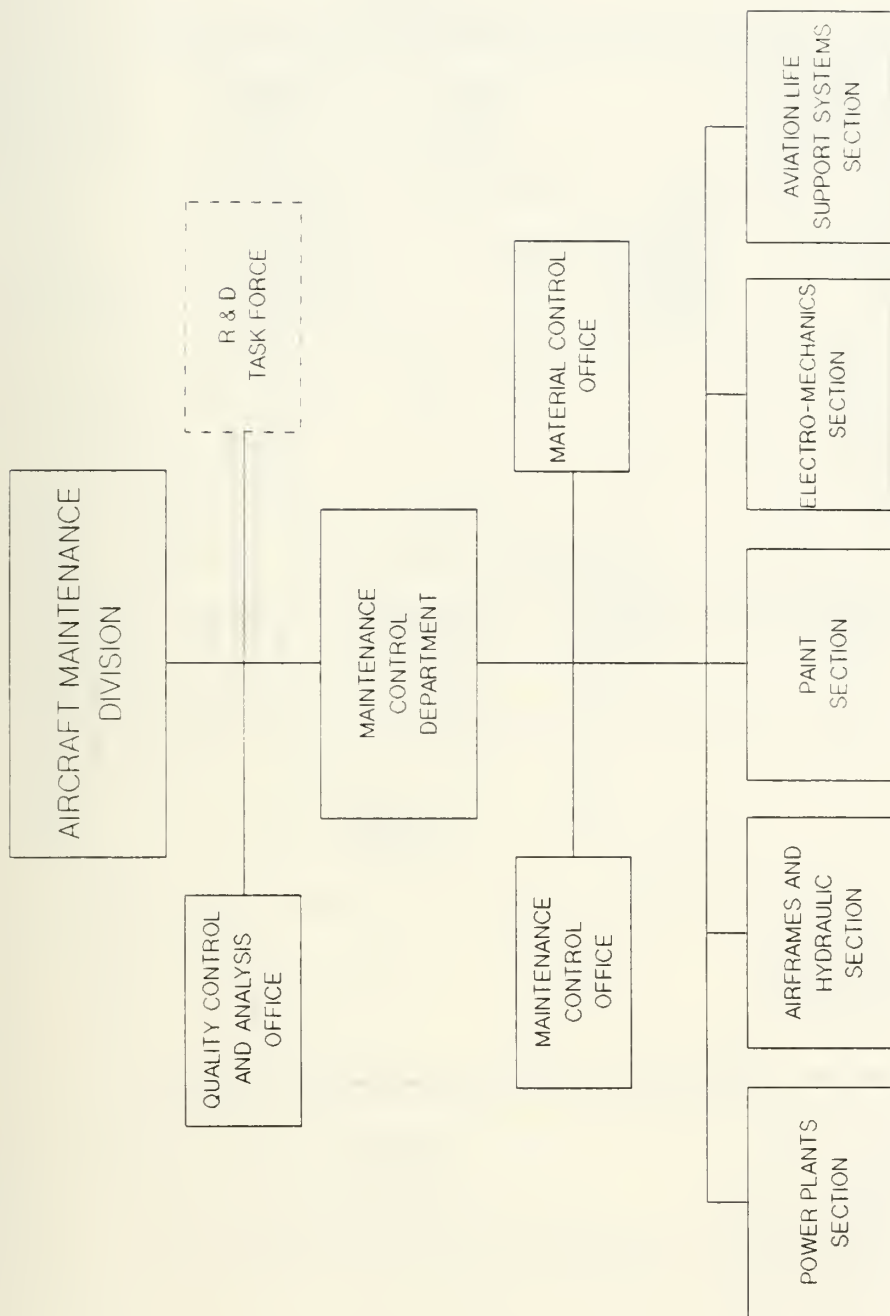 AIRCRAFT MAINTENANCE
DIVISION
QUALITY CONTROL
AND ANALYSIS
OFFICE
R & D
TASK FORCE
MAINTENANCE
CONTROL
DEPARTMENT
MAINTENANCE
CONTROL
OFFICE
MATERIAL CONTROL
OFFICE
POWER PLANTS
SECTION
AIRFRAMES AND
HYDRAULIC
SECTION
PAINT
SECTION
ELECTRO-MECHANICS
SECTION
AVIATION LIFE
SUPPORT SYSTEMS
SECTION